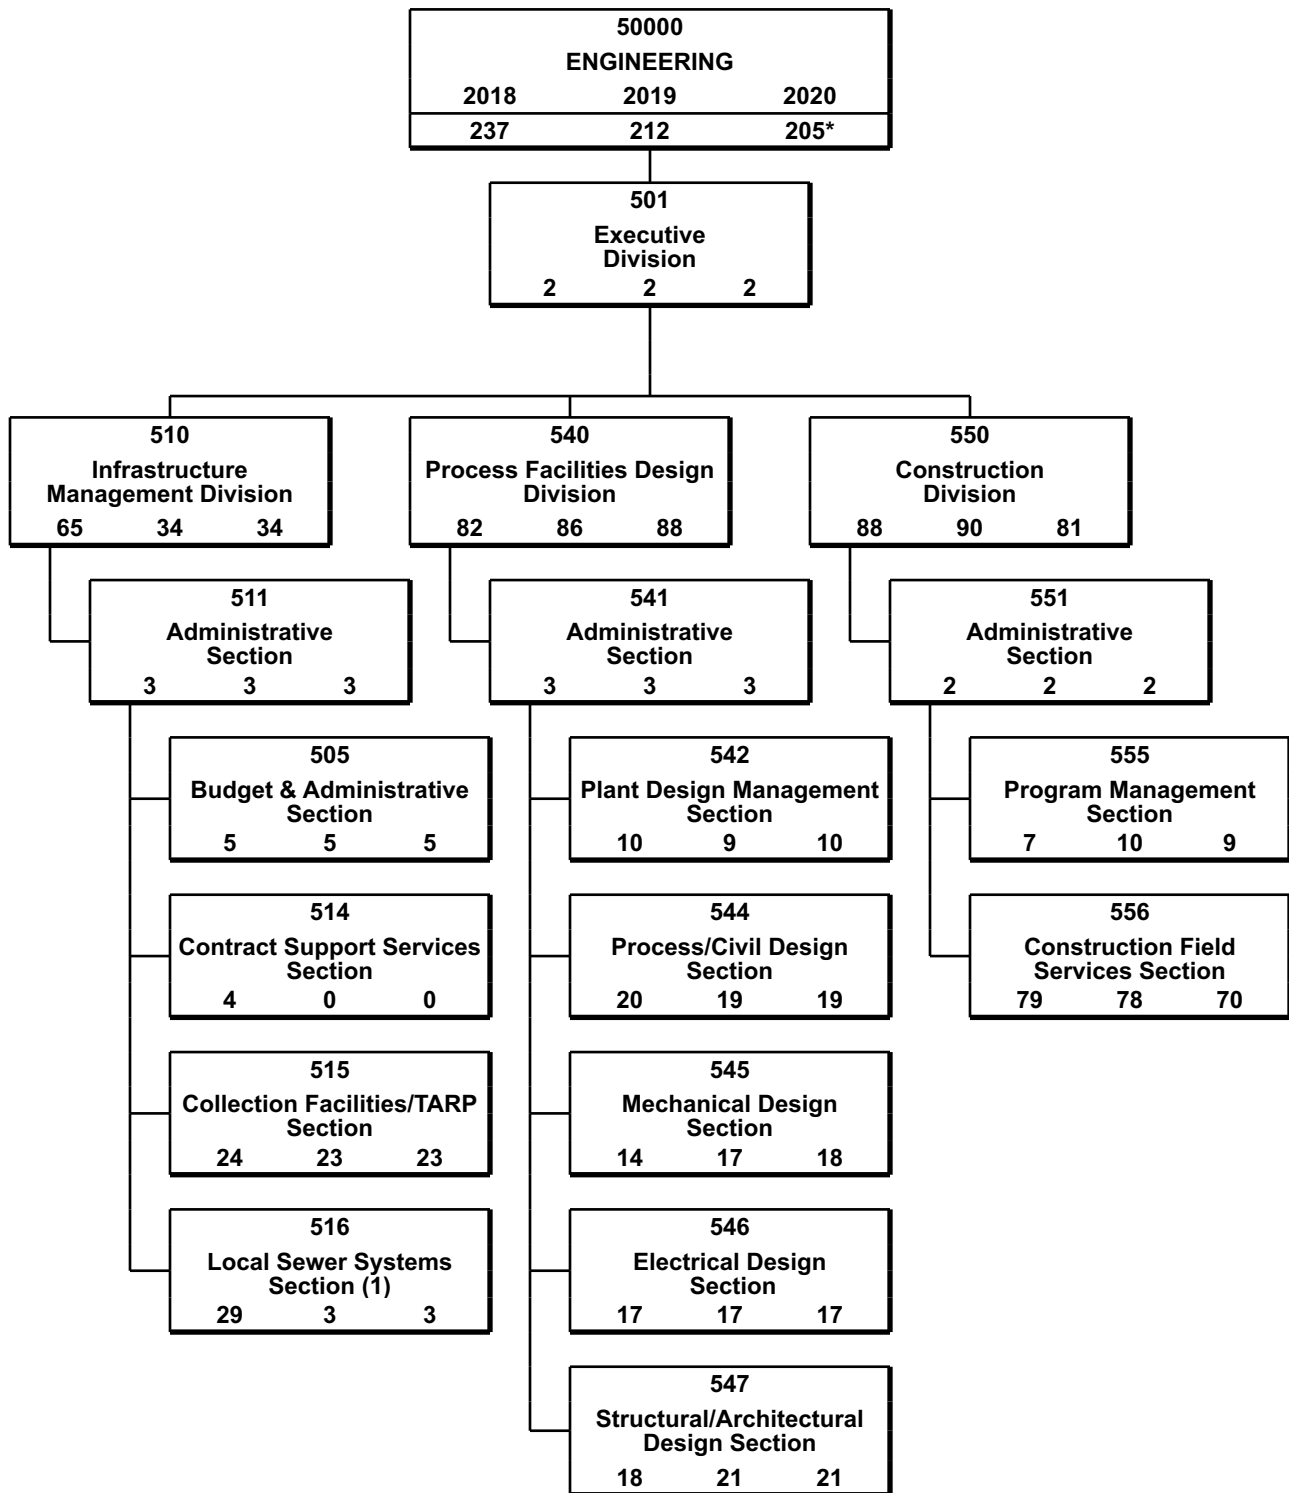 50000
ENGINEERING
2018 2019 2020
237 212 205*
501
Executive
Division
2 2 2
510
Infrastructure
Management Division
65 34 34
540
Process Facilities Design
Division
82 86 88
550
Construction
Division
88 90 81
511
Administrative
Section
3 3 3
541
Administrative
Section
3 3 3
551
Administrative
Section
2 2 2
505
Budget & Administrative
Section
5 5 5
542
Plant Design Management
Section
10 9 10
555
Program Management
Section
7 10 9
514
Contract Support Services
Section
4 0 0
544
Process/Civil Design
Section
20 19 19
556
Construction Field
Services Section
79 78 70
515
Collection Facilities/TARP
Section
24 23 23
545
Mechanical Design
Section
14 17 18
516
Local Sewer Systems
Section (1)
29 3 3
546
Electrical Design
Section
17 17 17
547
Structural/Architectural
Design Section
18 21 21